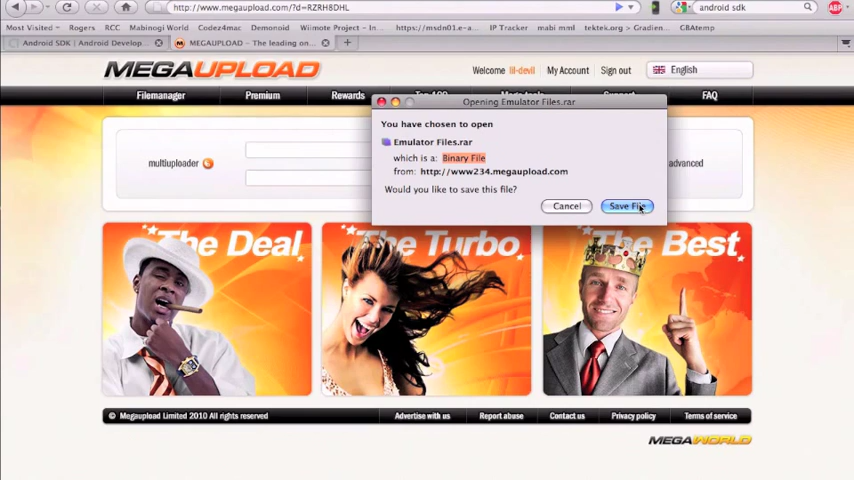 http://www.megaupload.com/?d=RZRH8DHL
android sdk
ABP
Most Visited
Rogers
RCC
Mabinogi World
Codez4mac
Demonoid
Wiimote Project - In...
https://msdn01.e-a...
IP Tracker
mabi mml
tektek.org > Gradien...
CBAtemp
Android SDK | Android Develop...
MEGAUPLOAD - The leading on...
MEGAUPLOAD
Welcome lil-devil My Account Sign out
English
Filemanager
Premium
Rewards
FAQ
Opening Emulator Files.rar
You have chosen to open
Emulator Files.rar
which is a: Binary File
from: http://www234.megaupload.com
Would you like to save this file?
Cancel
Save File
multiuploader
advanced
The Deal
The Turbo
The Best
© Megaupload Limited 2010 All rights reserved
Advertise with us
Report abuse
Contact us
Privacy policy
Terms of service
MEGAWORLD